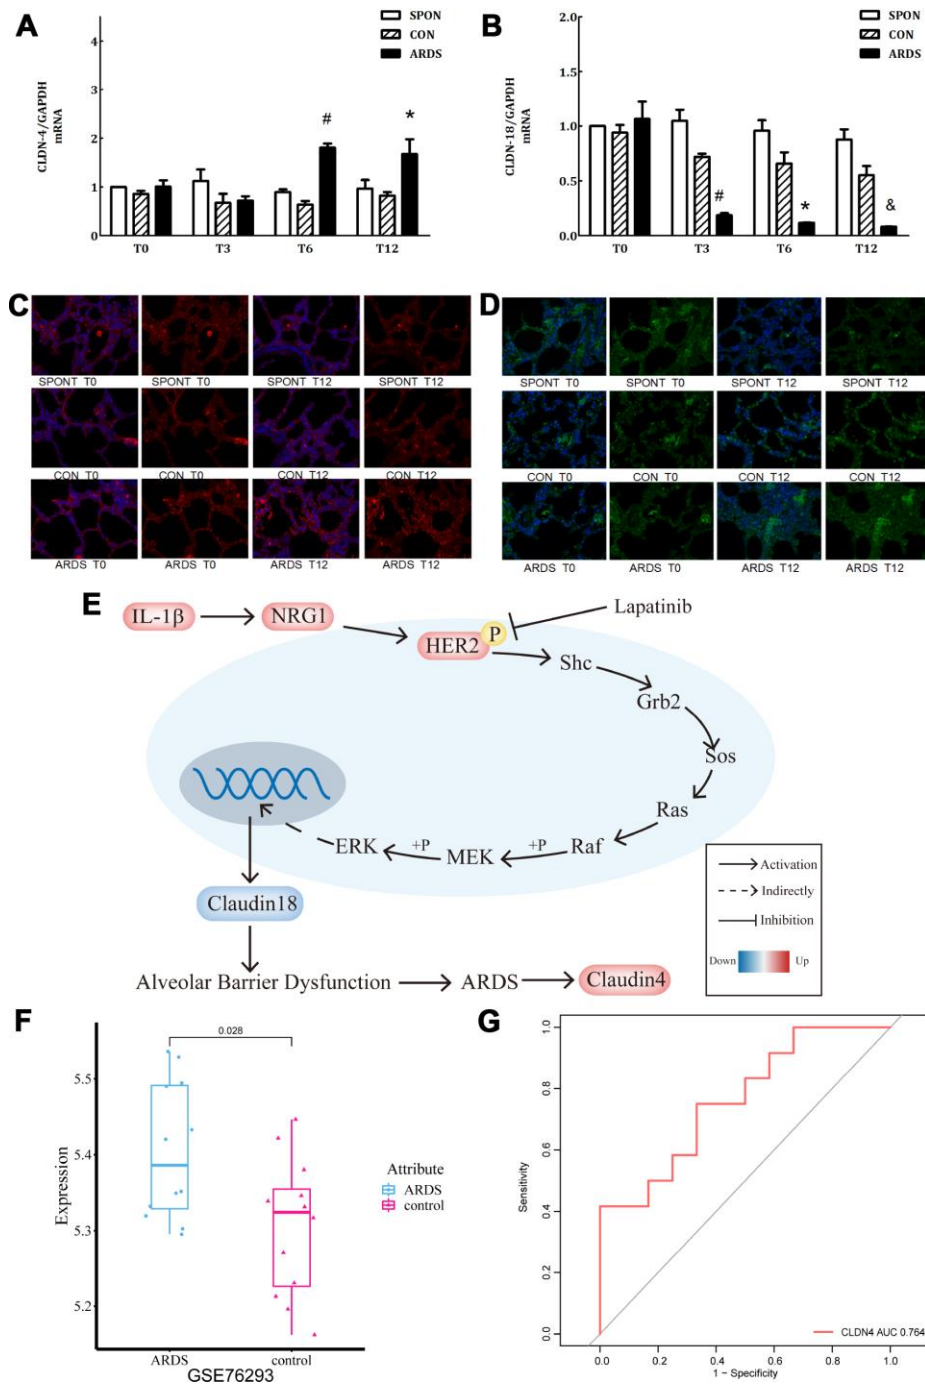 A
SPON
CON
ARDS
CLDN-4/GAPDH
mRNA
4
3
2
1
0
#
*
T0 T3 T6 T12
B
SPON
CON
ARDS
CLDN-18/GAPDH
mRNA
2.0
1.5
1.0
0.5
0.0
#
*
&
T0 T3 T6 T12
C
SPONT T0 SPONT T0 SPONT T12 SPONT T12
CON T0 CON T0 CON T12 CON T12
ARDS T0 ARDS T0 ARDS T12 ARDS T12
D
SPONT T0 SPONT T0 SPONT T12 SPONT T12
CON T0 CON T0 CON T12 CON T12
ARDS T0 ARDS T0 ARDS T12 ARDS T12
E
IL-1β NRG1 HER2 P Lapatinib
Shc
Grb2
Sos
Ras
Raf
+P
MEK
+P
ERK
Claudin18
Alveolar Barrier Dysfunction ARDS Claudin4
Activation
Indirectly
Inhibition
Down Up
F
0.028
Expression
5.5
5.4
5.3
5.2
Attribute
ARDS
control
ARDS control
GSE76293
G
Sensitivity
1.0
0.8
0.6
0.4
0.2
0.0
CLDN4 AUC 0.764
0.0 0.2 0.4 0.6 0.8 1.0
1 − Specificity